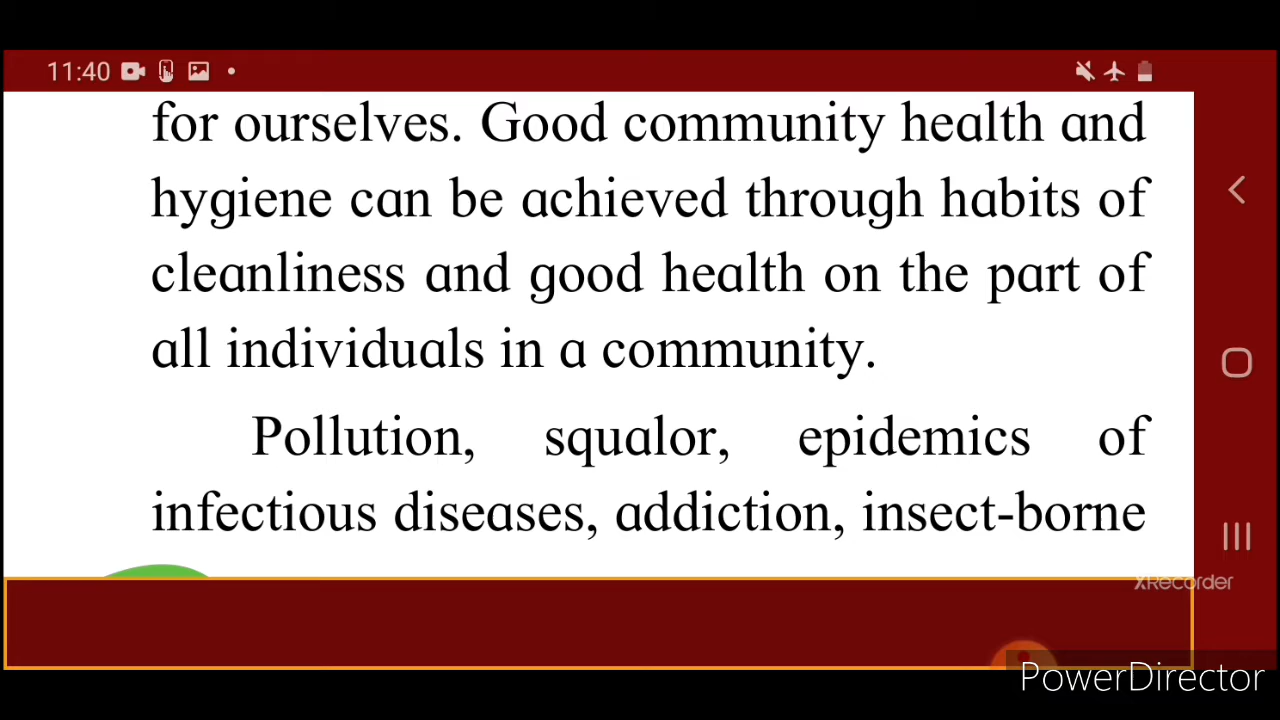 11:40
for ourselves. Good community health and
hygiene can be achieved through habits of
cleanliness and good health on the part of
all individuals in a community.
Pollution, squalor, epidemics of
infectious diseases, addiction, insect-borne
XRecorder
PowerDirector